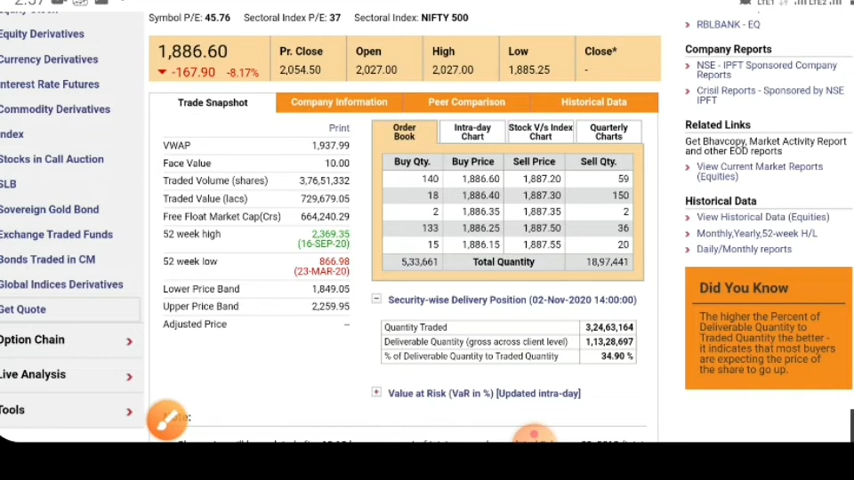 2:57
LTE1 LTE2
Symbol P/E: 45.76 Sectoral Index P/E: 37 Sectoral Index: NIFTY 500
Equity Derivatives
Currency Derivatives
Interest Rate Futures
Commodity Derivatives
Index
Stocks in Call Auction
SLB
Sovereign Gold Bond
Exchange Traded Funds
Bonds Traded in CM
Global Indices Derivatives
Get Quote
Option Chain
Live Analysis
Tools
1,886.60 Pr. Close Open High Low Close*
-167.90 -8.17% 2,054.50 2,027.00 2,027.00 1,885.25 -
Trade Snapshot Company Information Peer Comparison Historical Data
Print
VWAP 1,937.99
Face Value 10.00
Traded Volume (shares) 3,76,51,332
Traded Value (lacs) 729,679.05
Free Float Market Cap(Crs) 664,240.29
52 week high 2,369.35
(16-SEP-20)
52 week low 866.98
(23-MAR-20)
Lower Price Band 1,849.05
Upper Price Band 2,259.95
Adjusted Price --
Order Book Intra-day Chart Stock V/s Index Chart Quarterly Charts
Buy Qty. Buy Price Sell Price Sell Qty.
140 1,886.60 1,887.20 59
18 1,886.40 1,887.30 150
2 1,886.35 1,887.35 2
133 1,886.25 1,887.50 36
15 1,886.15 1,887.55 20
5,33,661 Total Quantity 18,97,441
Security-wise Delivery Position (02-Nov-2020 14:00:00)
Quantity Traded 3,24,63,164
Deliverable Quantity (gross across client level) 1,13,28,697
% of Deliverable Quantity to Traded Quantity 34.90 %
Value at Risk (VaR in %) [Updated intra-day]
RBLBANK - EQ
Company Reports
NSE - IPFT Sponsored Company
Reports
Crisil Reports - Sponsored by NSE
IPFT
Related Links
Get Bhavcopy, Market Activity Report
and other EOD reports
View Current Market Reports
(Equities)
Historical Data
View Historical Data (Equities)
Monthly,Yearly,52-week H/L
Daily/Monthly reports
Did You Know
The higher the Percent of
Deliverable Quantity to
Traded Quantity the better -
it indicates that most buyers
are expecting the price of
the share to go up.